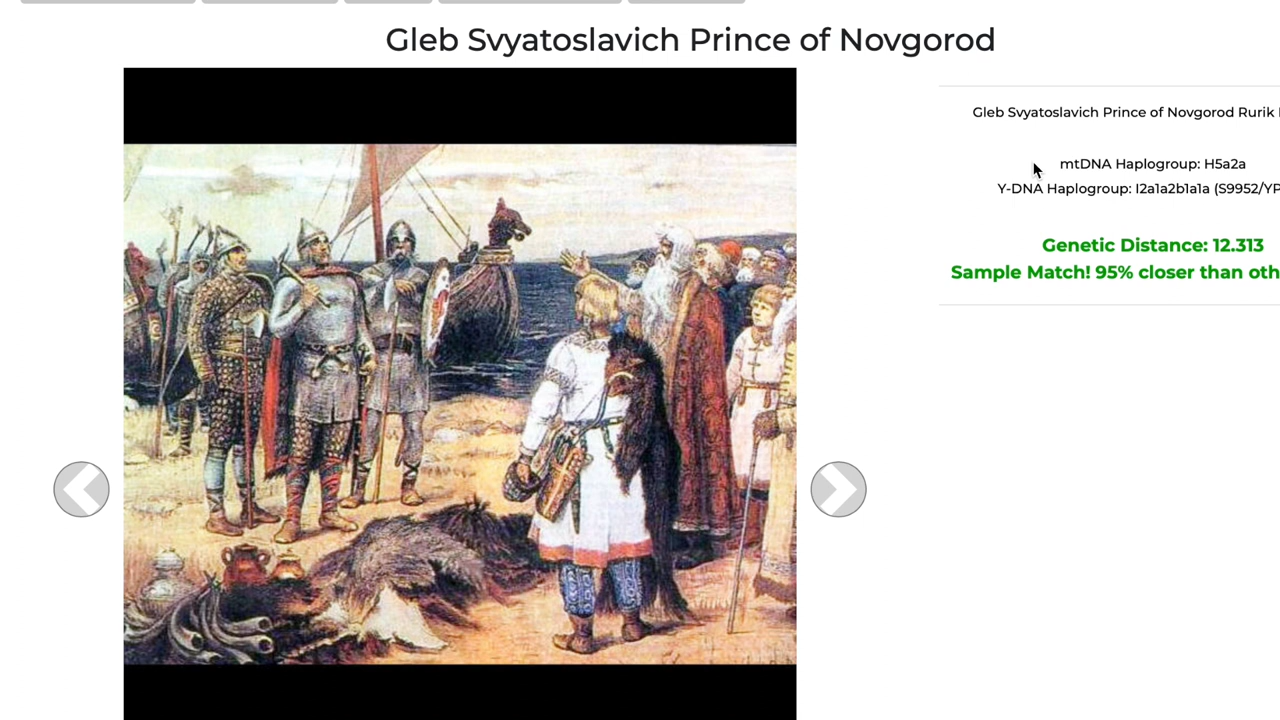 Gleb Svyatoslavich Prince of Novgorod
Gleb Svyatoslavich Prince of Novgorod Rurik
mtDNA Haplogroup: H5a2a
Y-DNA Haplogroup: I2a1a2b1a1a (S9952/YP
Genetic Distance: 12.313
Sample Match! 95% closer than oth